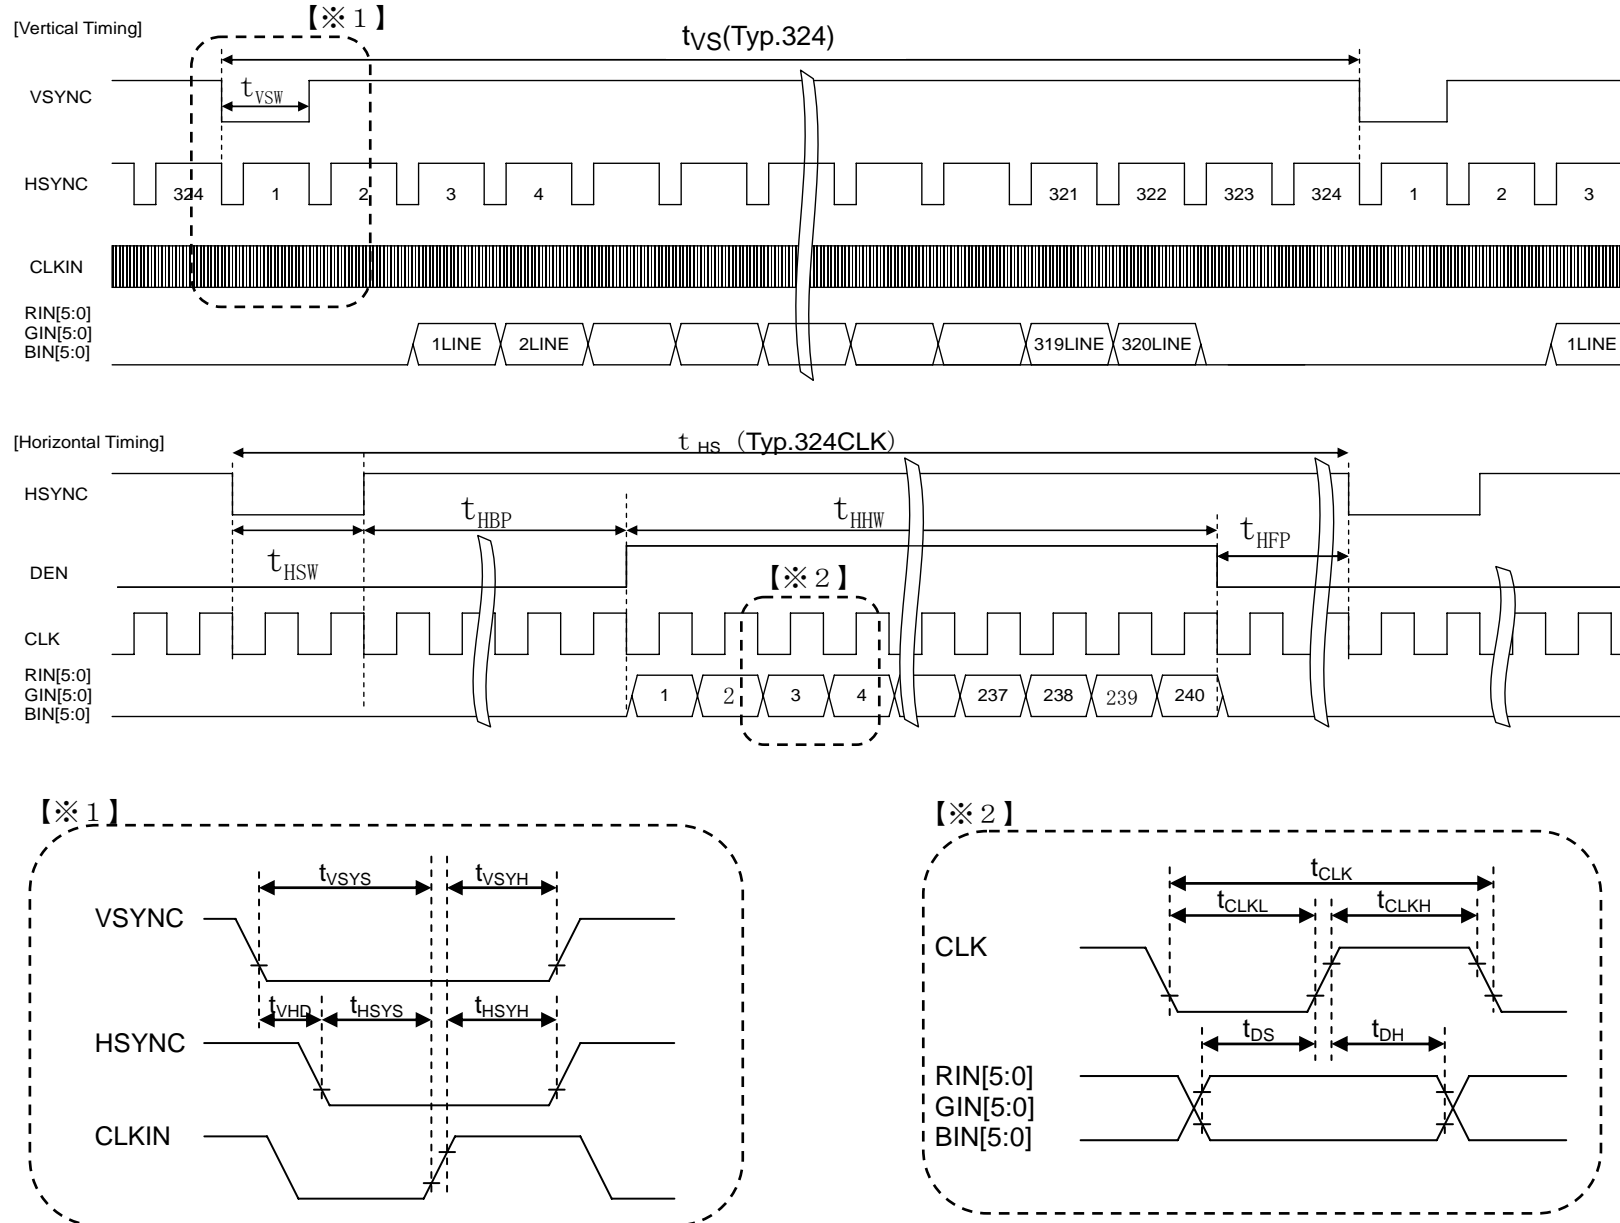 [Vertical Timing]
【※1】
tVS(Typ.324)
VSYNC
tVSW
HSYNC
324 1 2 3 4 321 322 323 324 1 2 3
CLKIN
RIN[5:0]
GIN[5:0]
BIN[5:0]
1LINE 2LINE 319LINE 320LINE 1LINE
[Horizontal Timing]
tHS (Typ.324CLK)
HSYNC
tHBP tHHW tHFP
tHSW
DEN
【※2】
CLK
RIN[5:0]
GIN[5:0]
BIN[5:0]
1 2 3 4 237 238 239 240
【※1】
tVSYS tVSYH
VSYNC
tVHD tHSYS tHSYH
HSYNC
CLKIN
【※2】
tCLK
tCLKL tCLKH
CLK
tDS tDH
RIN[5:0]
GIN[5:0]
BIN[5:0]